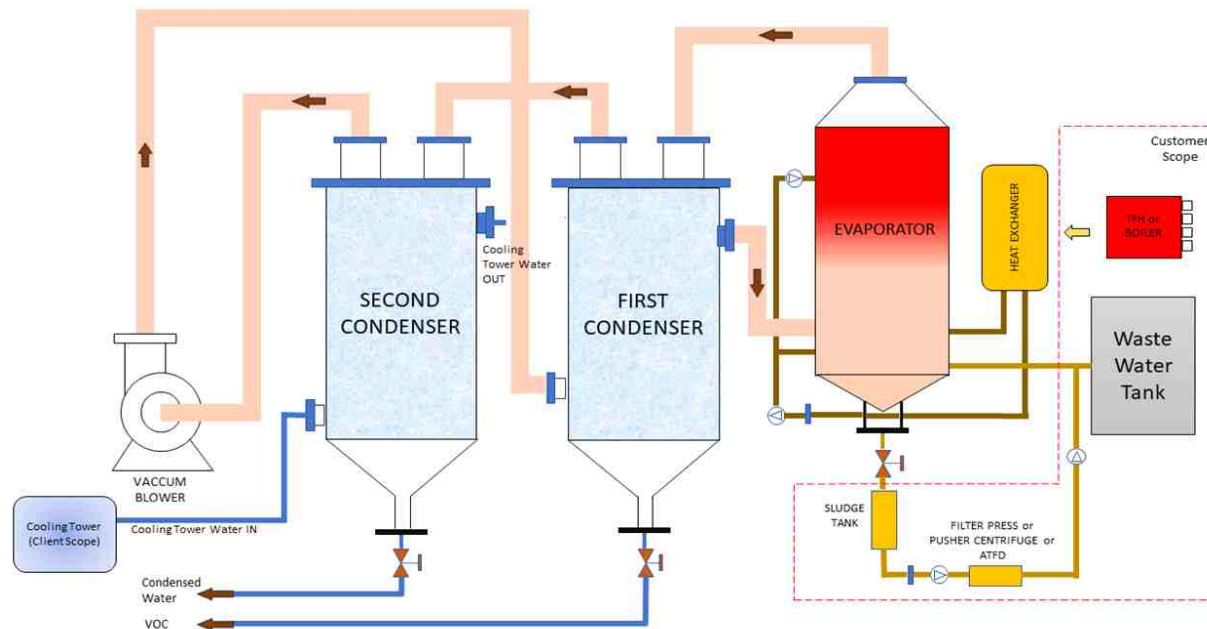 Customer
Scope
TFH or
BOILER
HEAT EXCHANGER
EVAPORATOR
Cooling
Tower Water
OUT
SECOND
CONDENSER
FIRST
CONDENSER
Waste
Water
Tank
VACCUM
BLOWER
Cooling Tower
(Client Scope)
Cooling Tower Water IN
SLUDGE
TANK
FILTER PRESS or
PUSHER CENTRIFUGE or
ATFD
Condensed
Water
VOC